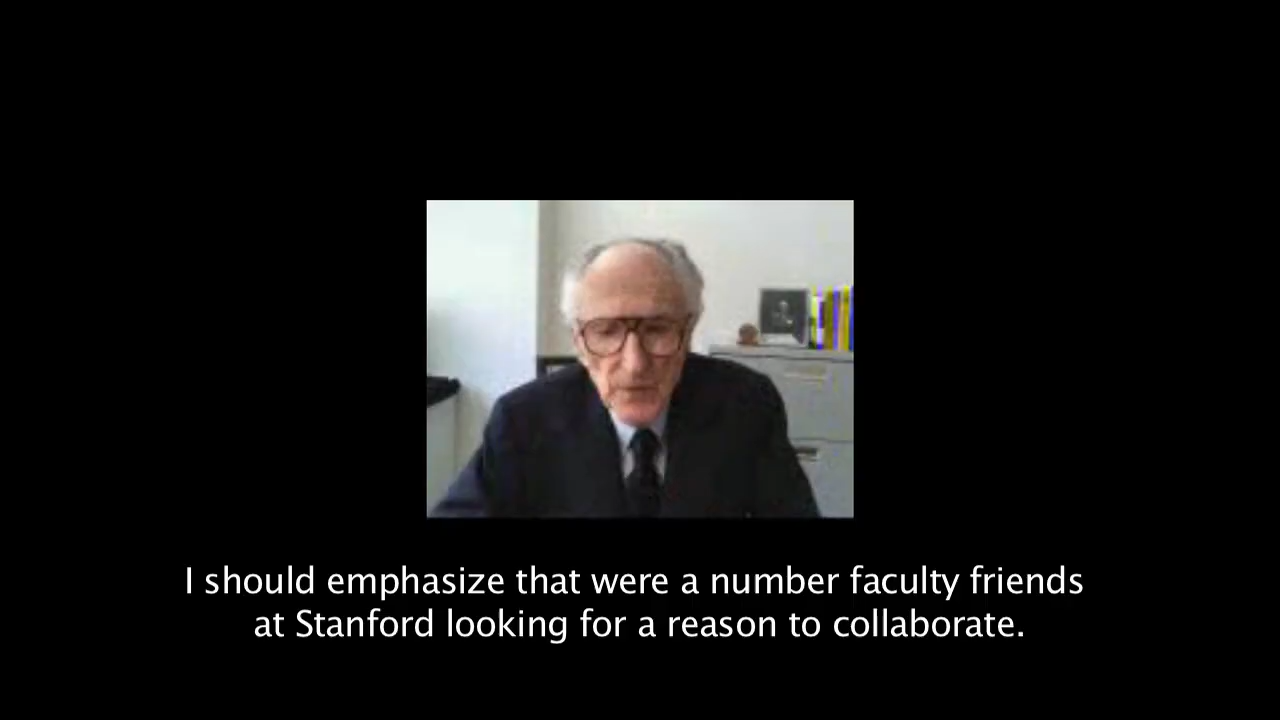 I should emphasize that were a number faculty friends
at Stanford looking for a reason to collaborate.